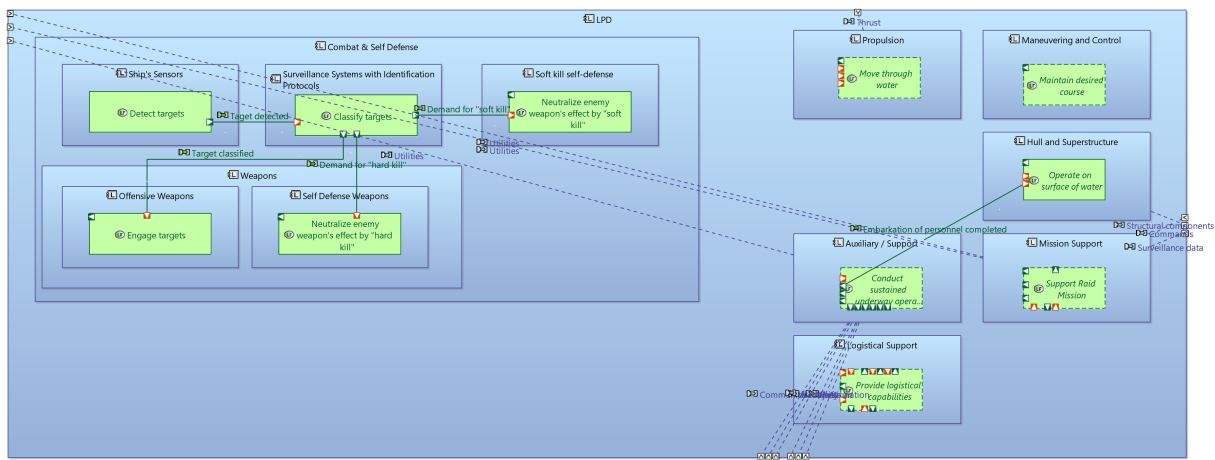 LPD
Thrust
Combat & Self Defense
Propulsion
Maneuvering and Control
Ship's Sensors
Surveillance Systems with Identification
Protocols
Soft kill self-defense
Move through
water
Maintain desired
course
Detect targets
Taget detected
Classify targets
Demand for "soft kill"
Neutralize enemy
weapon's effect by "soft
kill"
Utilities
Utilities
Hull and Superstructure
Target classified
Utilities
Demand for "hard kill"
Weapons
Operate on
surface of water
Offensive Weapons
Self Defense Weapons
Engage targets
Neutralize enemy
weapon's effect by "hard
kill"
Embarkation of personnel completed
Structural components
Commands
Surveillance data
Auxiliary / Support
Mission Support
Conduct
sustained
underway opera...
Support Raid
Mission
Logistical Support
Provide logistical
capabilities